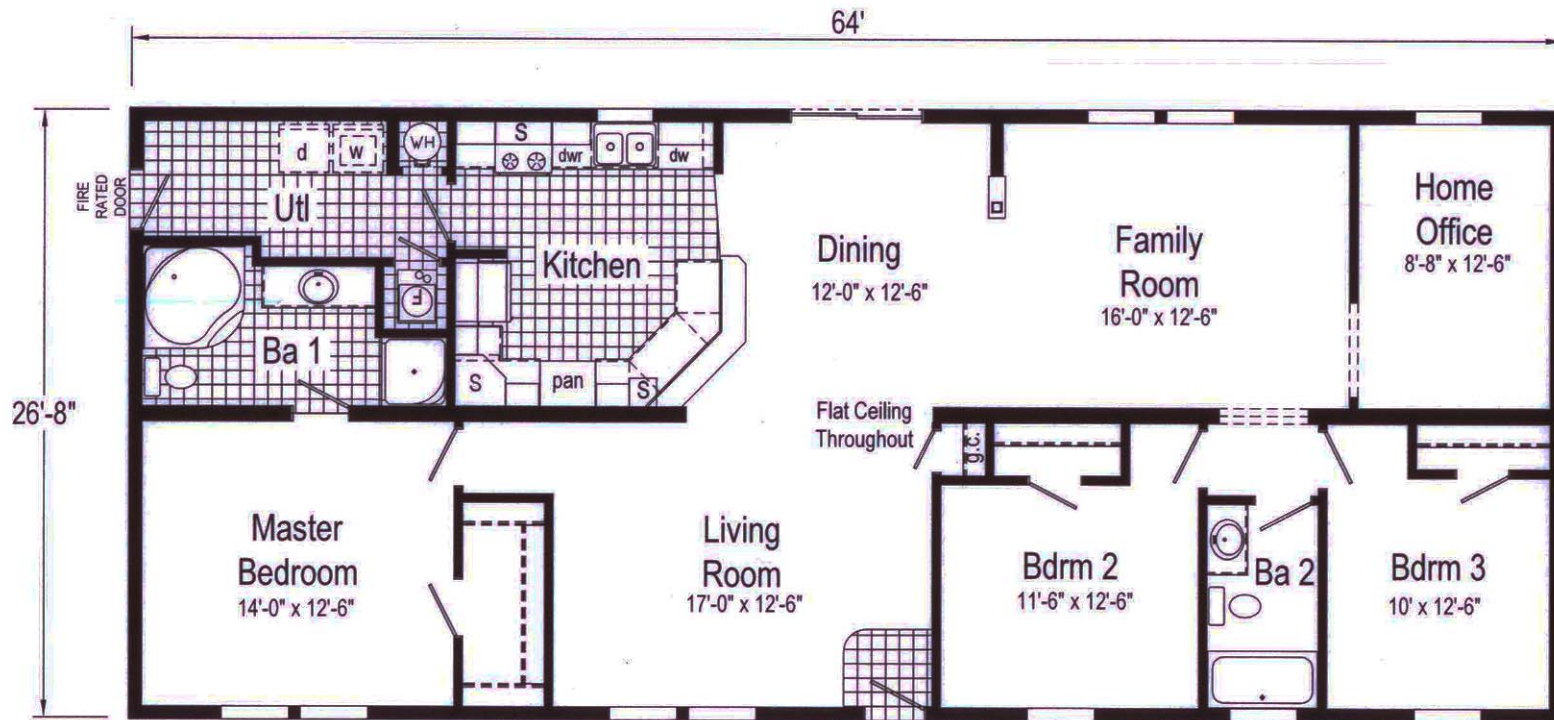 64'
26'-8"
FIRE
RATED
DOOR
d
w
WH
S
dwr
dw
Utl
Kitchen
F
Ba 1
S
pan
S
Dining
12'-0" x 12'-6"
Family
Room
16'-0" x 12'-6"
Home
Office
8'-8" x 12'-6"
Flat Ceiling
Throughout
g.c.
Master
Bedroom
14'-0" x 12'-6"
Living
Room
17'-0" x 12'-6"
Bdrm 2
11'-6" x 12'-6"
Ba 2
Bdrm 3
10' x 12'-6"